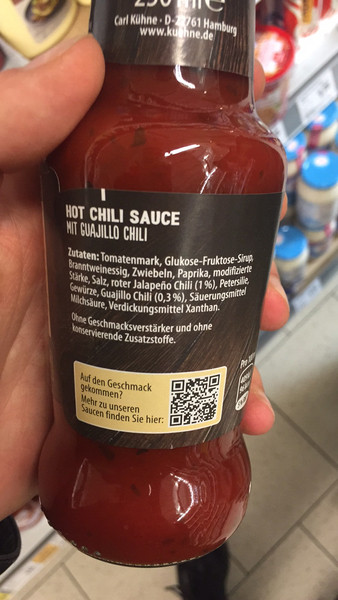 250 ml e
Carl Kühne · D-22761 Hamburg
www.kuehne.de
HOT CHILI SAUCE
MIT GUAJILLO CHILI
Zutaten: Tomatenmark, Glukose-Fruktose-Sirup,
Branntweinessig, Zwiebeln, Paprika, modifizierte
Stärke, Salz, roter Jalapeño Chili (1 %), Petersilie,
Gewürze, Guajillo Chili (0,3 %), Säuerungsmittel
Milchsäure, Verdickungsmittel Xanthan.
Ohne Geschmacksverstärker und ohne
konservierende Zusatzstoffe.
Auf den Geschmack
gekommen?
Mehr zu unseren
Saucen finden Sie hier: